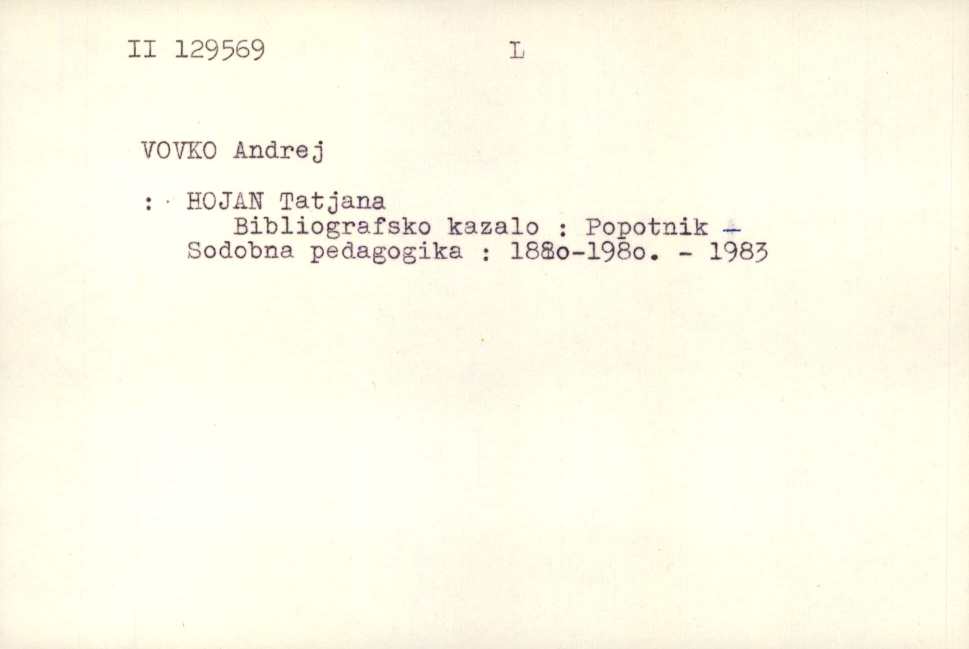 II 129569 L
VOVKO Andrej
: HOJAN Tatjana
Bibliografsko kazalo : Popotnik -
Sodobna pedagogika : 188o-198o. - 1983